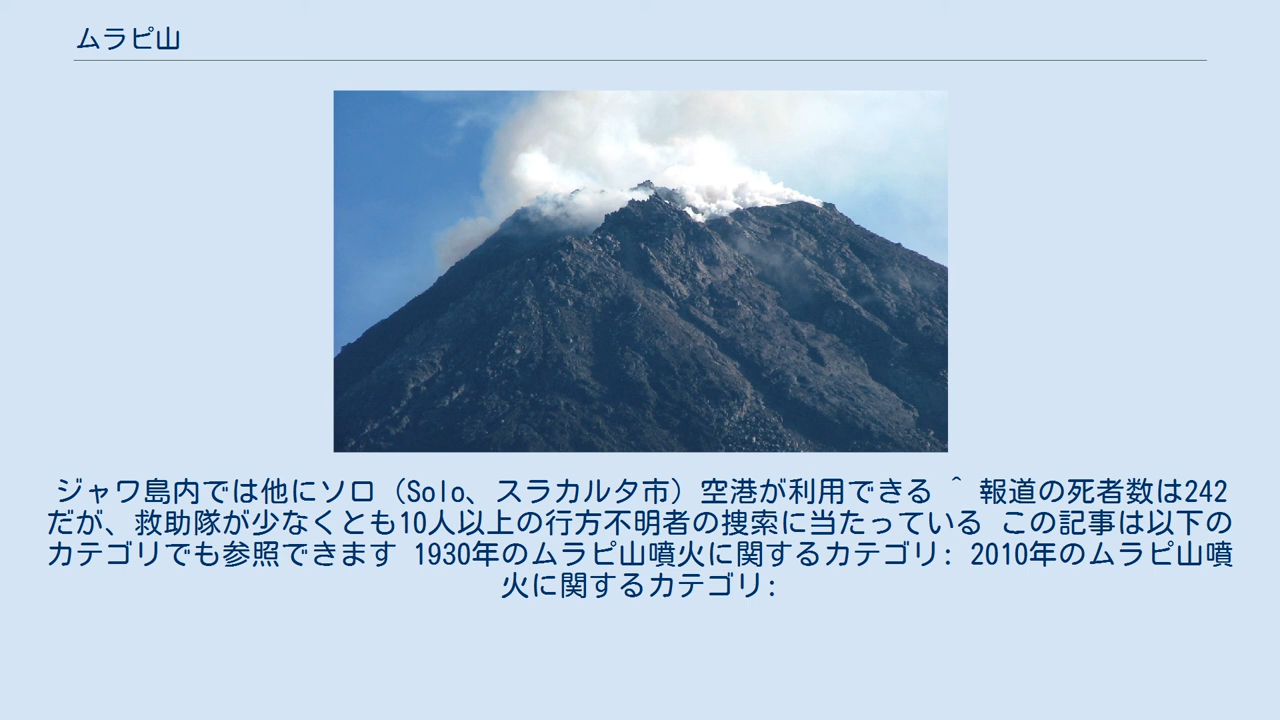 ムラピ山
ジャワ島内では他にソロ（Solo、スラカルタ市）空港が利用できる ^ 報道の死者数は242
だが、救助隊が少なくとも10人以上の行方不明者の捜索に当たっている この記事は以下の
カテゴリでも参照できます 1930年のムラピ山噴火に関するカテゴリ: 2010年のムラピ山噴
火に関するカテゴリ: